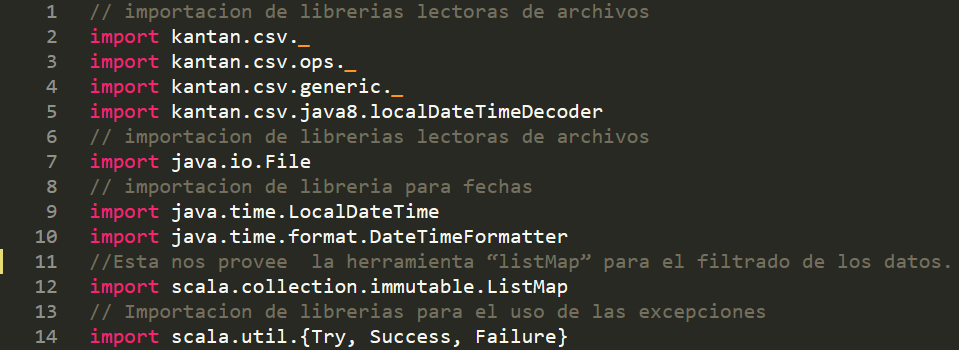 1 // importacion de librerias lectoras de archivos
2 import kantan.csv._
3 import kantan.csv.ops._
4 import kantan.csv.generic._
5 import kantan.csv.java8.localDateTimeDecoder
6 // importacion de librerias lectoras de archivos
7 import java.io.File
8 // importacion de libreria para fechas
9 import java.time.LocalDateTime
10 import java.time.format.DateTimeFormatter
11 //Esta nos provee  la herramienta “listMap” para el filtrado de los datos.
12 import scala.collection.immutable.ListMap
13 // Importacion de librerias para el uso de las excepciones
14 import scala.util.{Try, Success, Failure}